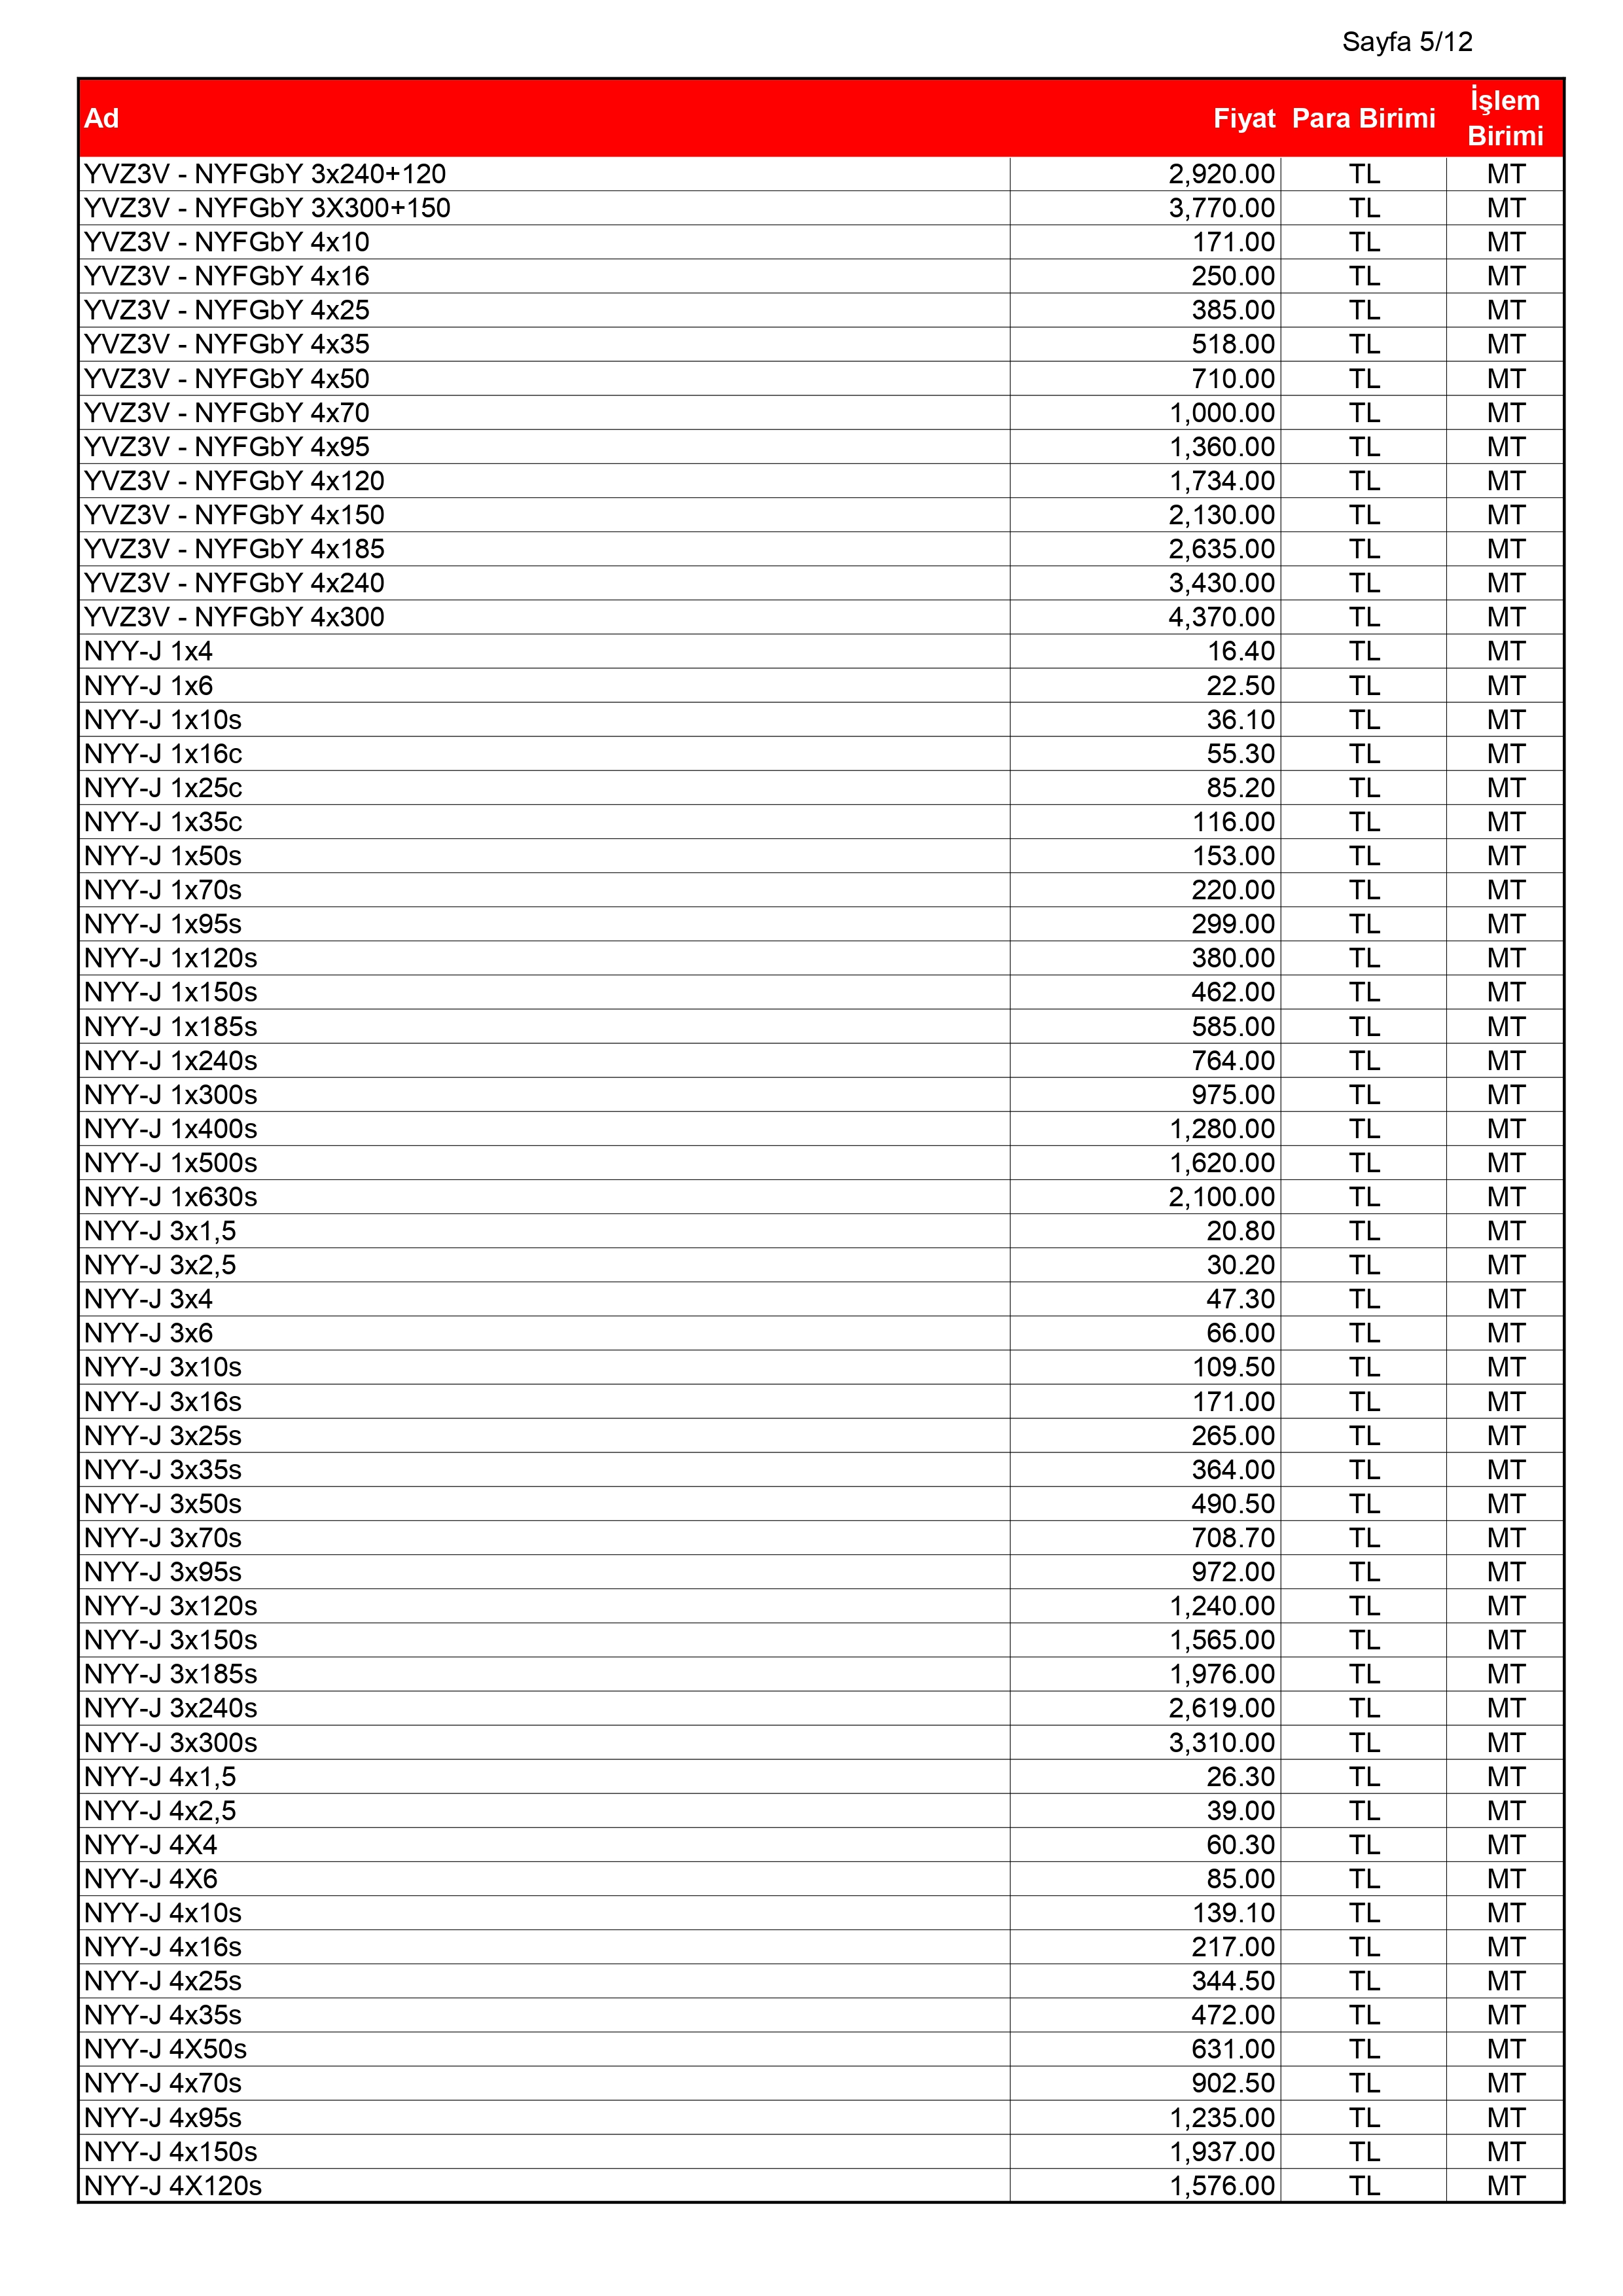 Sayfa 5/12
Ad Fiyat Para Birimi İşlem Birimi
YVZ3V - NYFGbY 3x240+120 2,920.00 TL MT
YVZ3V - NYFGbY 3X300+150 3,770.00 TL MT
YVZ3V - NYFGbY 4x10 171.00 TL MT
YVZ3V - NYFGbY 4x16 250.00 TL MT
YVZ3V - NYFGbY 4x25 385.00 TL MT
YVZ3V - NYFGbY 4x35 518.00 TL MT
YVZ3V - NYFGbY 4x50 710.00 TL MT
YVZ3V - NYFGbY 4x70 1,000.00 TL MT
YVZ3V - NYFGbY 4x95 1,360.00 TL MT
YVZ3V - NYFGbY 4x120 1,734.00 TL MT
YVZ3V - NYFGbY 4x150 2,130.00 TL MT
YVZ3V - NYFGbY 4x185 2,635.00 TL MT
YVZ3V - NYFGbY 4x240 3,430.00 TL MT
YVZ3V - NYFGbY 4x300 4,370.00 TL MT
NYY-J 1x4 16.40 TL MT
NYY-J 1x6 22.50 TL MT
NYY-J 1x10s 36.10 TL MT
NYY-J 1x16c 55.30 TL MT
NYY-J 1x25c 85.20 TL MT
NYY-J 1x35c 116.00 TL MT
NYY-J 1x50s 153.00 TL MT
NYY-J 1x70s 220.00 TL MT
NYY-J 1x95s 299.00 TL MT
NYY-J 1x120s 380.00 TL MT
NYY-J 1x150s 462.00 TL MT
NYY-J 1x185s 585.00 TL MT
NYY-J 1x240s 764.00 TL MT
NYY-J 1x300s 975.00 TL MT
NYY-J 1x400s 1,280.00 TL MT
NYY-J 1x500s 1,620.00 TL MT
NYY-J 1x630s 2,100.00 TL MT
NYY-J 3x1,5 20.80 TL MT
NYY-J 3x2,5 30.20 TL MT
NYY-J 3x4 47.30 TL MT
NYY-J 3x6 66.00 TL MT
NYY-J 3x10s 109.50 TL MT
NYY-J 3x16s 171.00 TL MT
NYY-J 3x25s 265.00 TL MT
NYY-J 3x35s 364.00 TL MT
NYY-J 3x50s 490.50 TL MT
NYY-J 3x70s 708.70 TL MT
NYY-J 3x95s 972.00 TL MT
NYY-J 3x120s 1,240.00 TL MT
NYY-J 3x150s 1,565.00 TL MT
NYY-J 3x185s 1,976.00 TL MT
NYY-J 3x240s 2,619.00 TL MT
NYY-J 3x300s 3,310.00 TL MT
NYY-J 4x1,5 26.30 TL MT
NYY-J 4x2,5 39.00 TL MT
NYY-J 4X4 60.30 TL MT
NYY-J 4X6 85.00 TL MT
NYY-J 4x10s 139.10 TL MT
NYY-J 4x16s 217.00 TL MT
NYY-J 4x25s 344.50 TL MT
NYY-J 4x35s 472.00 TL MT
NYY-J 4X50s 631.00 TL MT
NYY-J 4x70s 902.50 TL MT
NYY-J 4x95s 1,235.00 TL MT
NYY-J 4x150s 1,937.00 TL MT
NYY-J 4X120s 1,576.00 TL MT